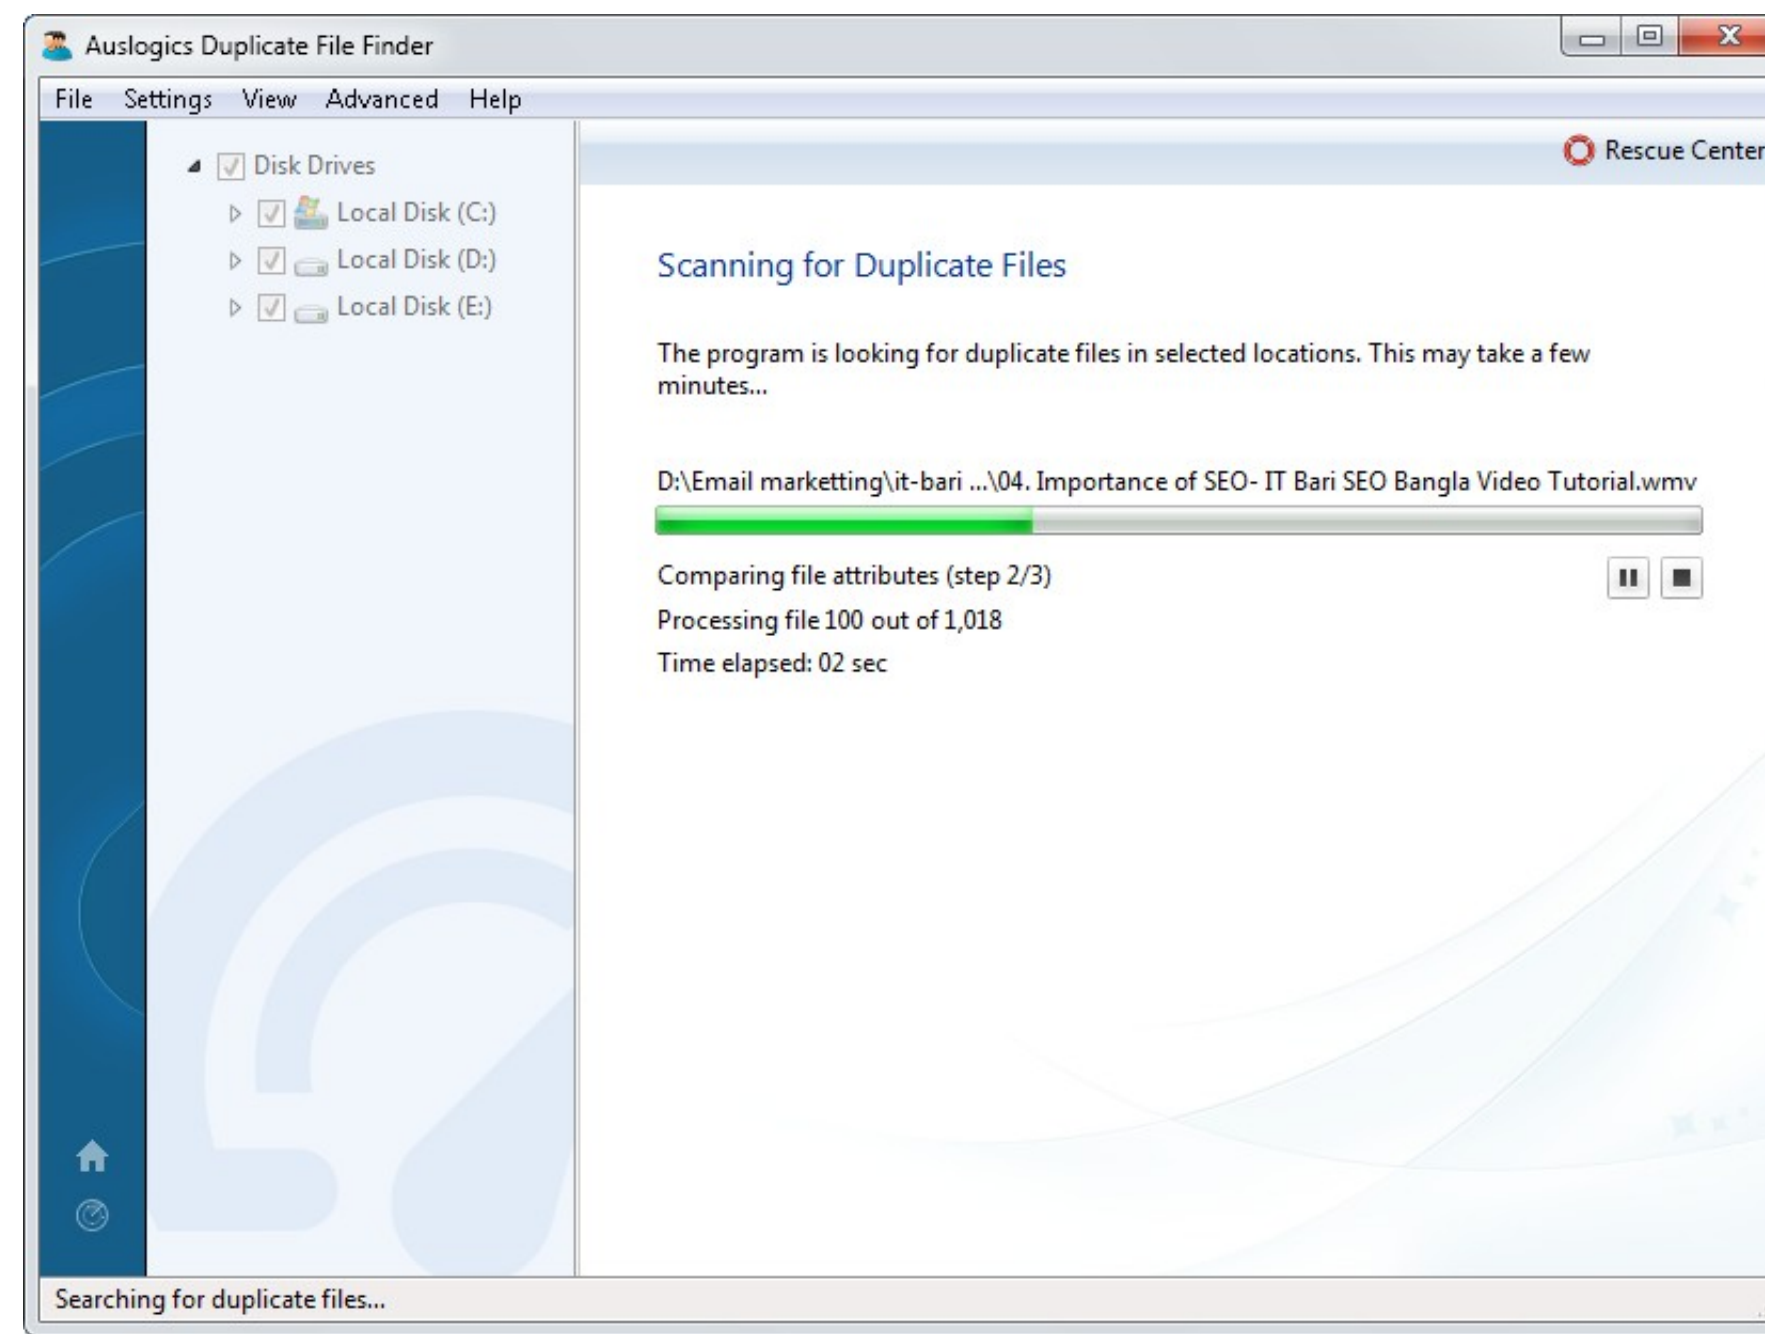 Auslogics Duplicate File Finder
File Settings View Advanced Help
Rescue Center
Disk Drives
Local Disk (C:)
Local Disk (D:)
Local Disk (E:)
Scanning for Duplicate Files
The program is looking for duplicate files in selected locations. This may take a few
minutes...
D:\Email marketting\it-bari ...\04. Importance of SEO- IT Bari SEO Bangla Video Tutorial.wmv
Comparing file attributes (step 2/3)
Processing file 100 out of 1,018
Time elapsed: 02 sec
Searching for duplicate files...